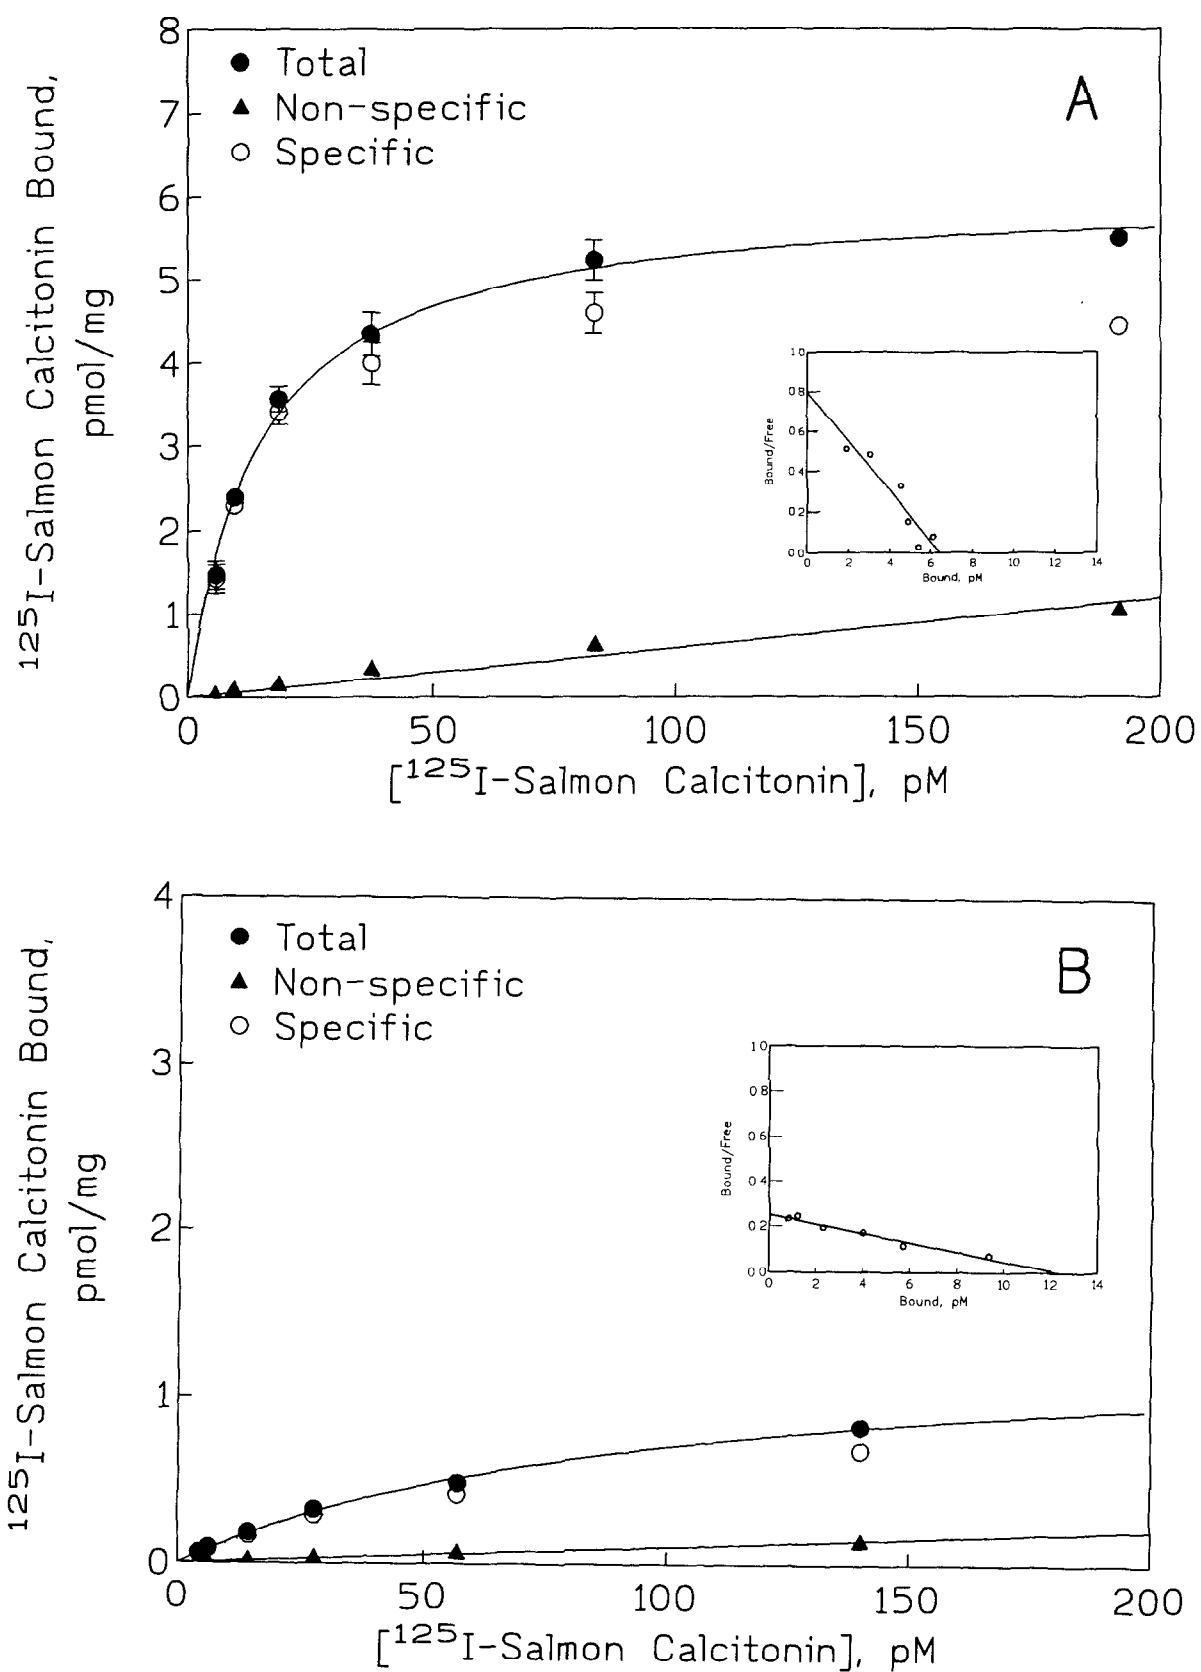 8
7
6
5
4
3
2
1
0
125I-Salmon Calcitonin Bound,
pmol/mg
● Total
▲ Non-specific
○ Specific
A
1.0
0.8
0.6
0.4
0.2
0.0
Bound/Free
0 2 4 6 8 10 12 14
Bound, pM
0 50 100 150 200
[125I-Salmon Calcitonin], pM
4
3
2
1
0
125I-Salmon Calcitonin Bound,
pmol/mg
● Total
▲ Non-specific
○ Specific
B
1.0
0.8
0.6
0.4
0.2
0.0
Bound/Free
0 2 4 6 8 10 12 14
Bound, pM
0 50 100 150 200
[125I-Salmon Calcitonin], pM